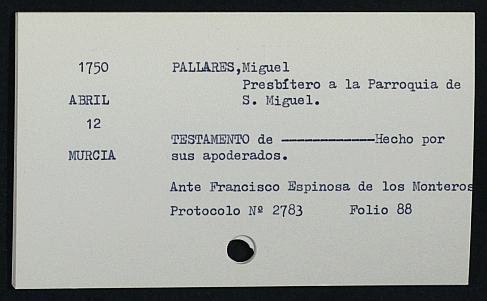 1750
ABRIL
12
MURCIA
PALLARES,Miguel
Presbítero a la Parroquia de
S. Miguel.
TESTAMENTO de ------------Hecho por
sus apoderados.
Ante Francisco Espinosa de los Monteros
Protocolo Nº 2783 Folio 88